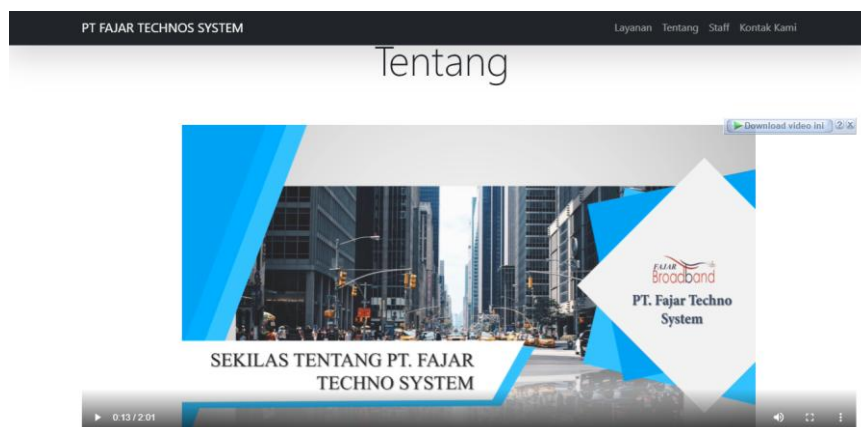 PT FAJAR TECHNOS SYSTEM
Layanan Tentang Staff Kontak Kami
Tentang
Download video ini
FAJAR
Broadband
PT. Fajar Techno
System
SEKILAS TENTANG PT. FAJAR
TECHNO SYSTEM
0:13 / 2:01